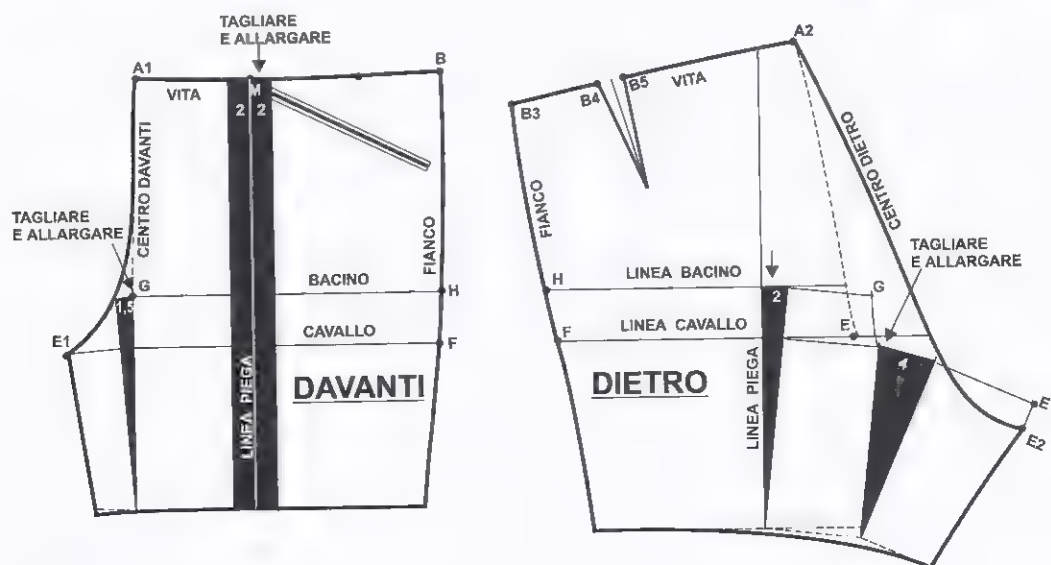 TAGLIARE
E ALLARGARE
A1
B
VITA
M
2
2
CENTRO DAVANTI
FIANCO
TAGLIARE
E ALLARGARE
G
1,5
BACINO
H
E1
CAVALLO
F
LINEA PIEGA
DAVANTI
A2
B3
B4
B5
VITA
FIANCO
CENTRO DIETRO
TAGLIARE
E ALLARGARE
H
LINEA BACINO
2
G
F
LINEA CAVALLO
E
4
LINEA PIEGA
DIETRO
E
E2